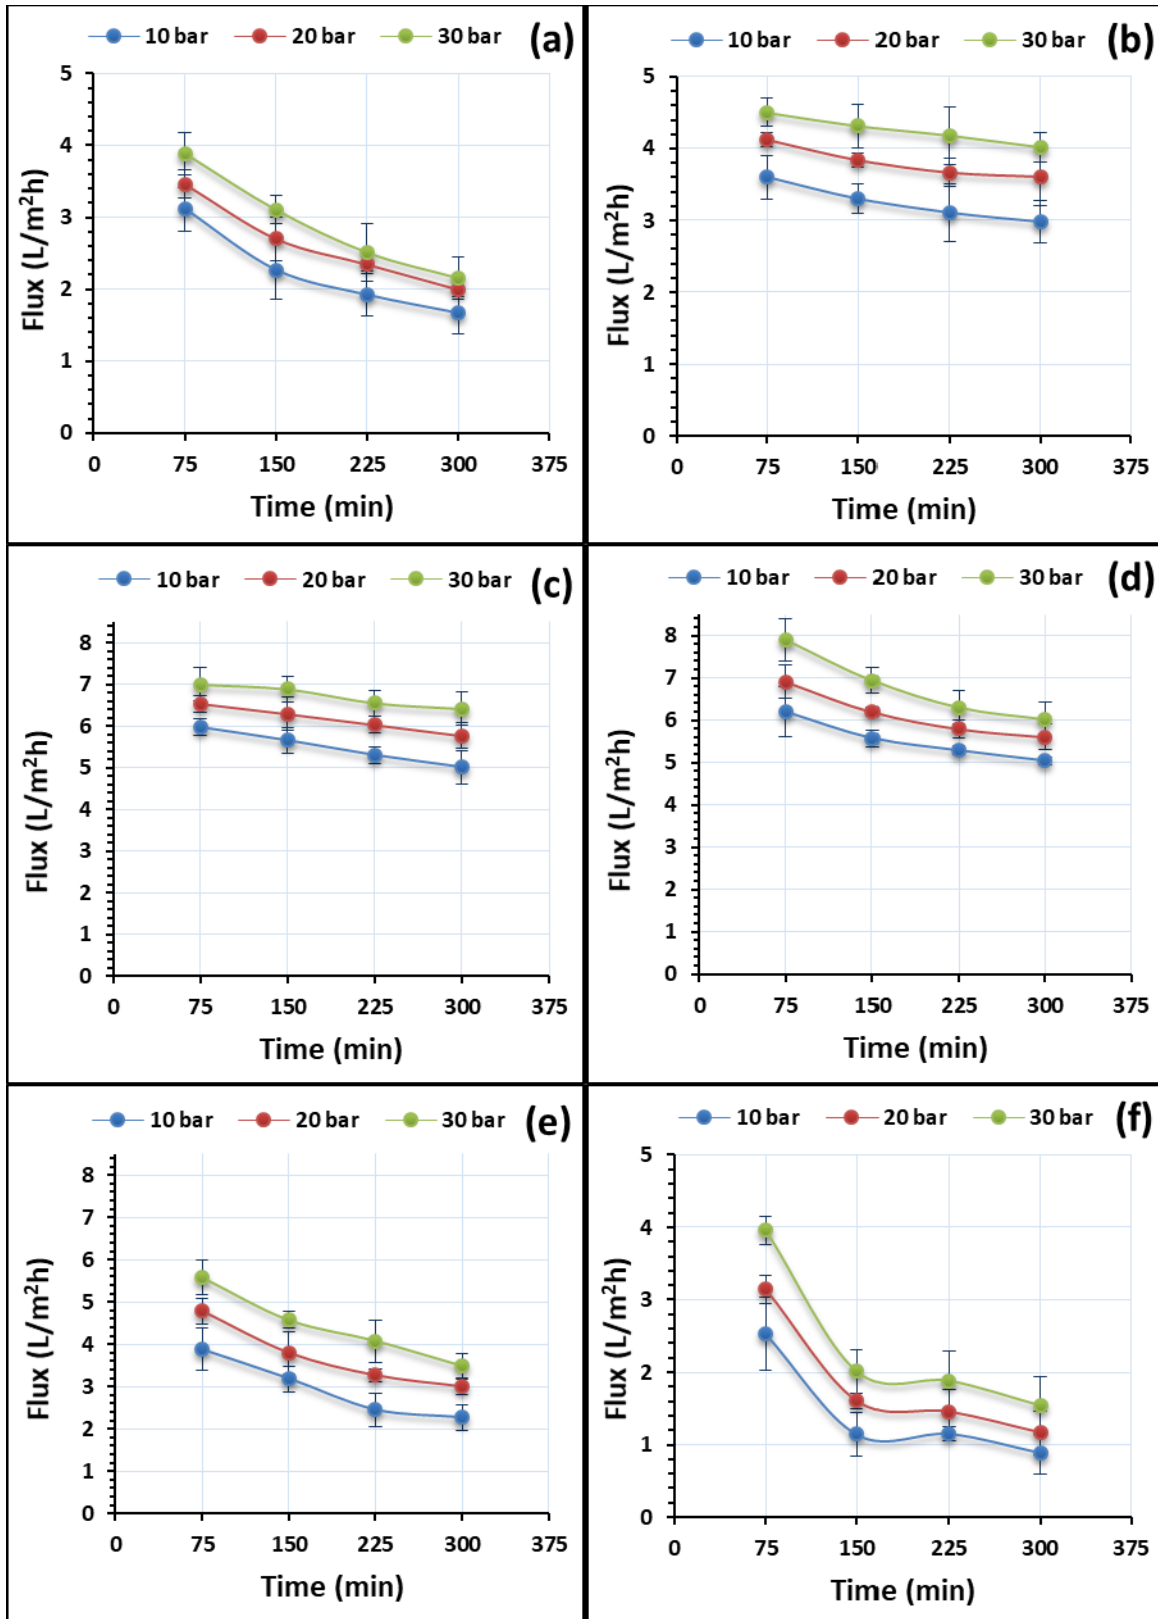 10 bar 20 bar 30 bar (a)
5
4
3
2
1
0
Flux (L/m²h)
0 75 150 225 300 375
Time (min)
10 bar 20 bar 30 bar (b)
5
4
3
2
1
0
Flux (L/m²h)
0 75 150 225 300 375
Time (min)
10 bar 20 bar 30 bar (c)
8
7
6
5
4
3
2
1
0
Flux (L/m²h)
0 75 150 225 300 375
Time (min)
10 bar 20 bar 30 bar (d)
8
7
6
5
4
3
2
1
0
Flux (L/m²h)
0 75 150 225 300 375
Time (min)
10 bar 20 bar 30 bar (e)
8
7
6
5
4
3
2
1
0
Flux (L/m²h)
0 75 150 225 300 375
Time (min)
10 bar 20 bar 30 bar (f)
5
4
3
2
1
0
Flux (L/m²h)
0 75 150 225 300 375
Time (min)